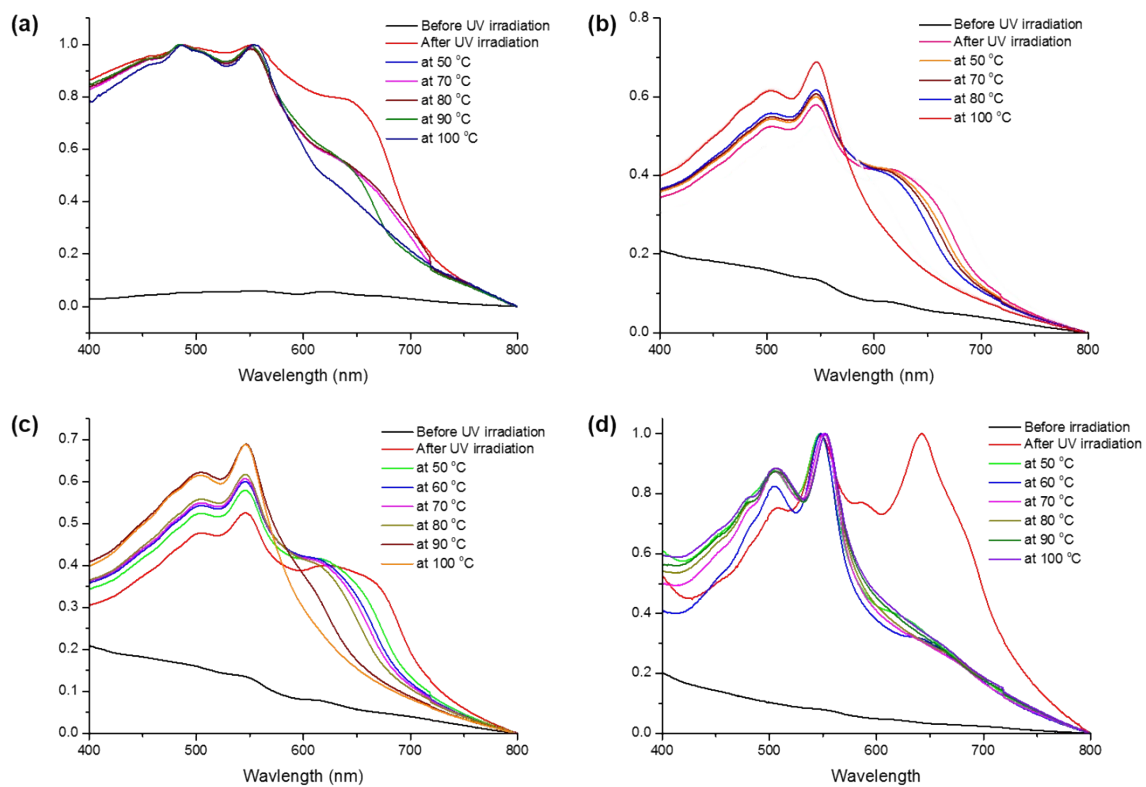 (a)
Before UV irradiation
After UV irradiation
at 50 °C
at 70 °C
at 80 °C
at 90 °C
at 100 °C
1.0
0.8
0.6
0.4
0.2
0.0
400 500 600 700 800
Wavelength (nm)
(b)
Before UV irradiation
After UV irradiation
at 50 °C
at 70 °C
at 80 °C
at 100 °C
0.8
0.6
0.4
0.2
0.0
400 500 600 700 800
Wavelength (nm)
(c)
Before UV irradiation
After UV irradiation
at 50 °C
at 60 °C
at 70 °C
at 80 °C
at 90 °C
at 100 °C
0.7
0.6
0.5
0.4
0.3
0.2
0.1
0.0
400 500 600 700 800
Wavelength (nm)
(d)
Before UV irradiation
After UV irradiation
at 50 °C
at 60 °C
at 70 °C
at 80 °C
at 90 °C
at 100 °C
1.0
0.8
0.6
0.4
0.2
0.0
400 500 600 700 800
Wavelength